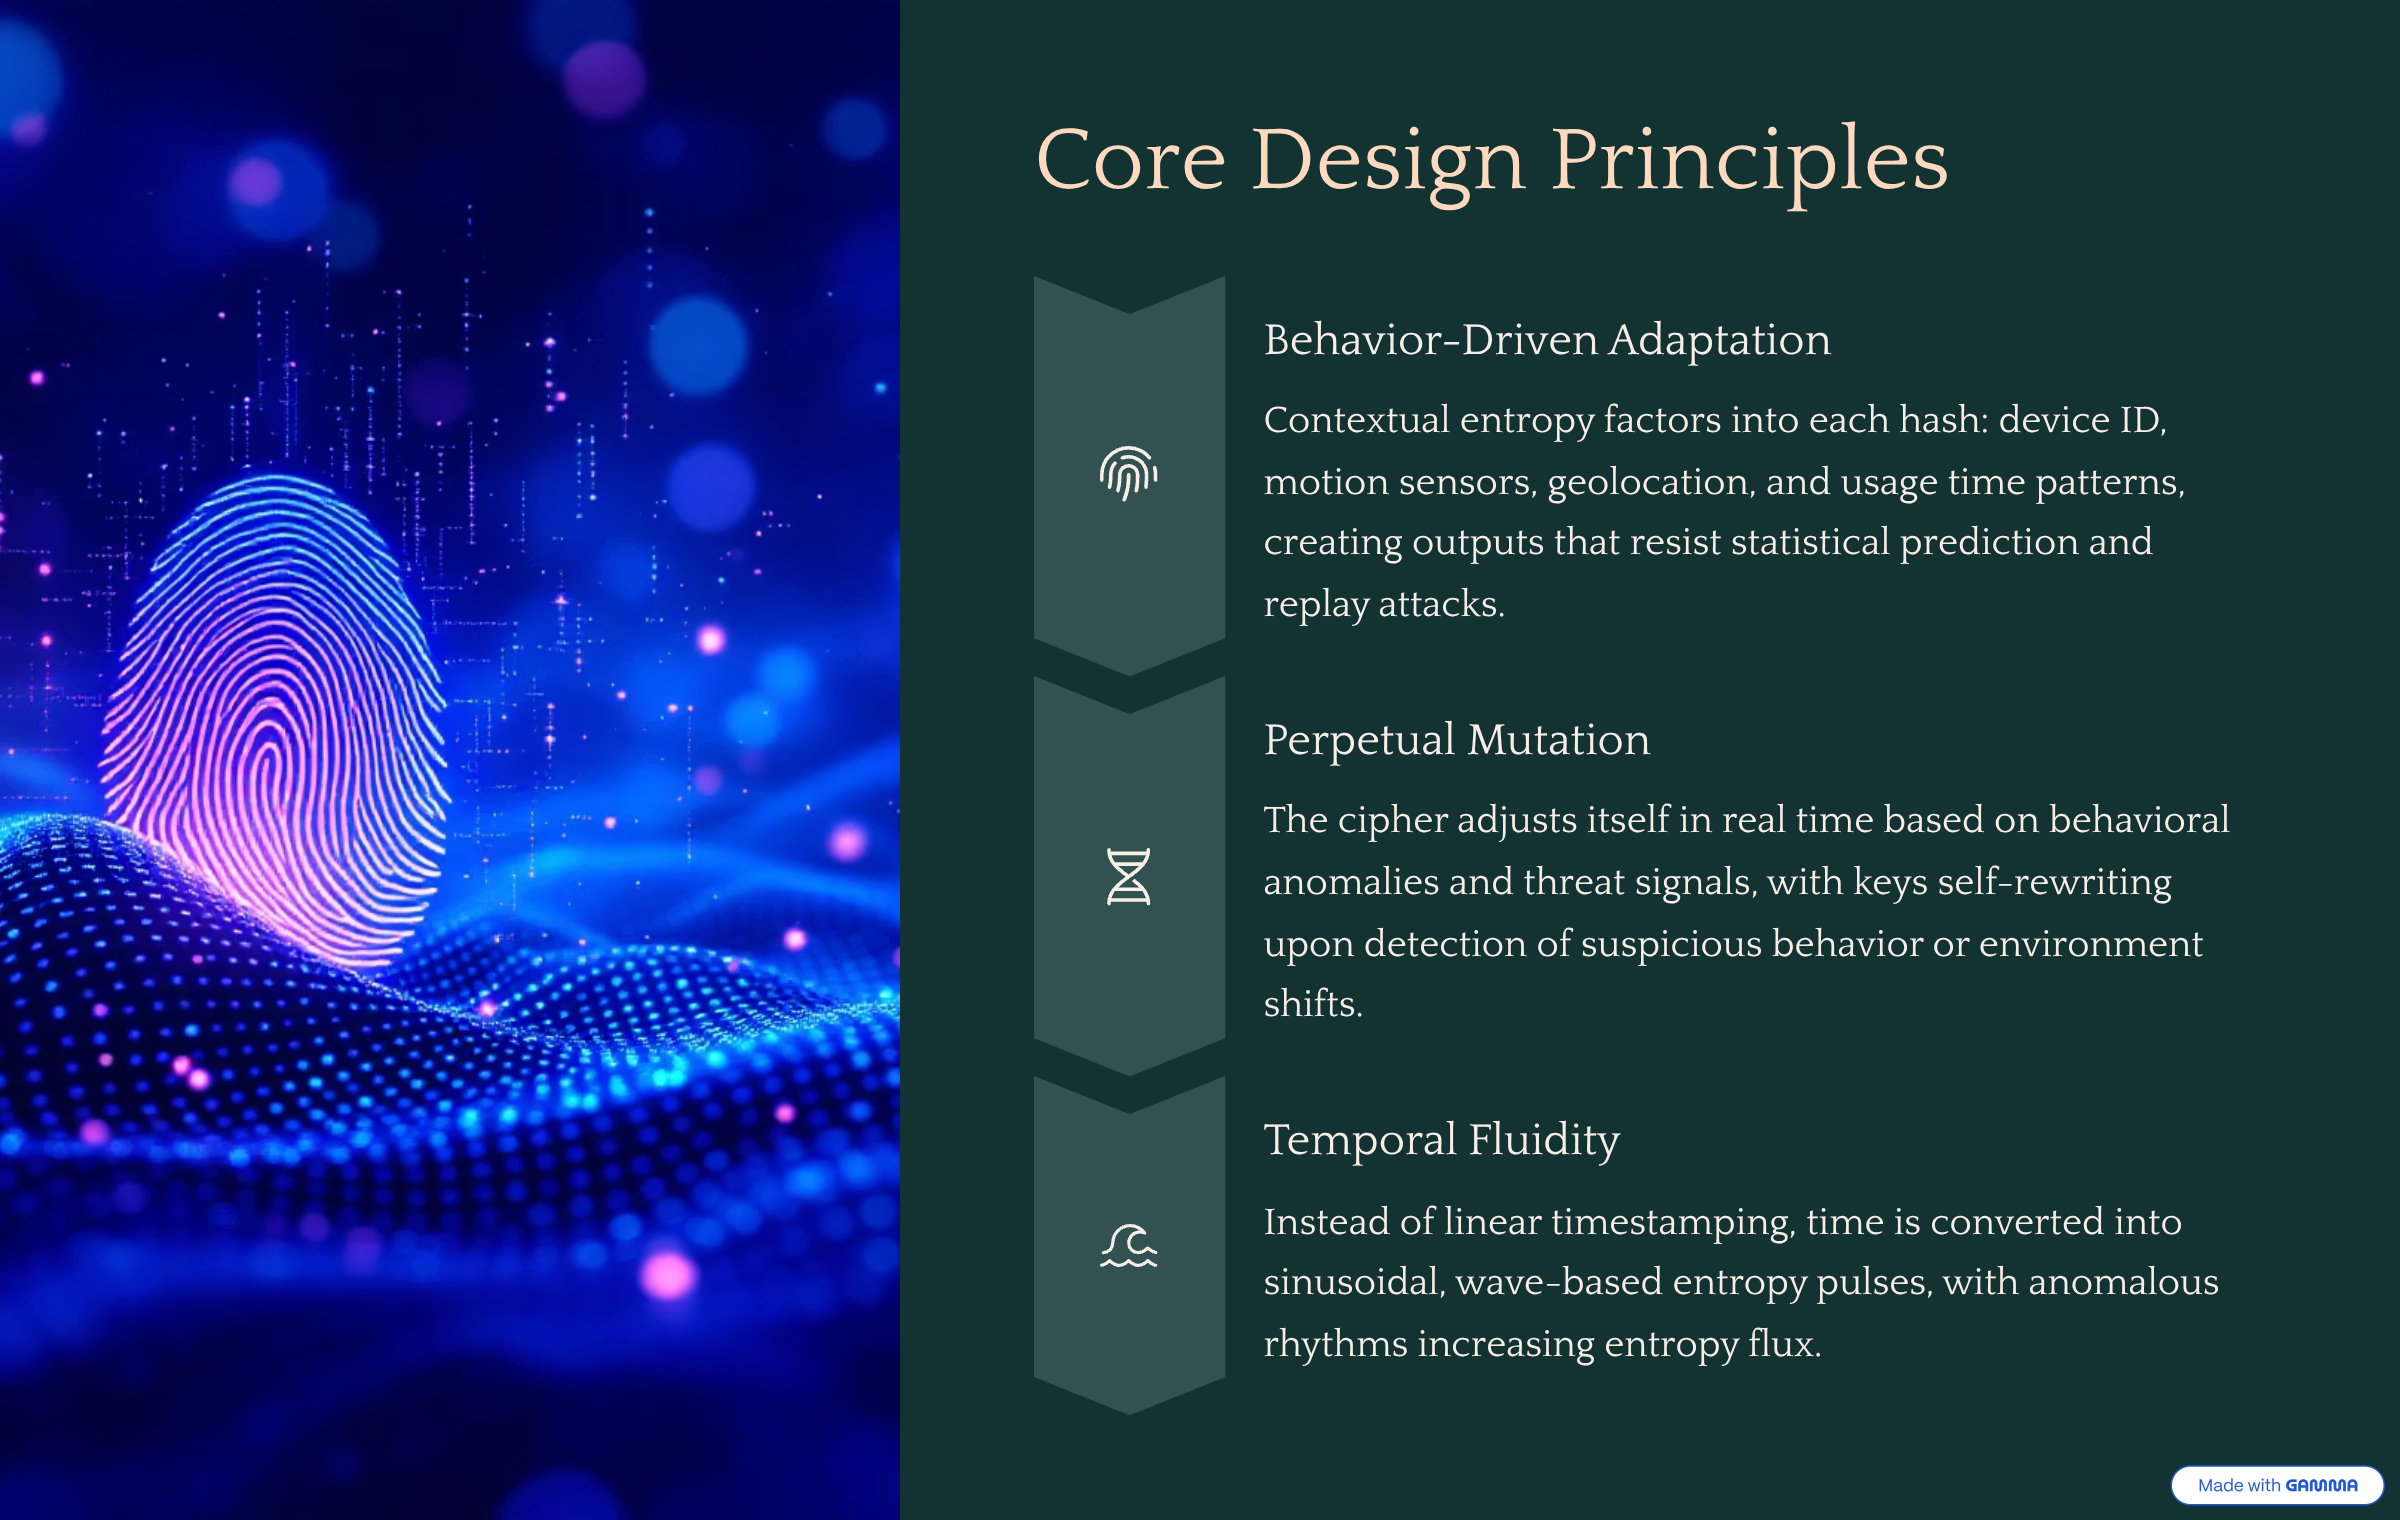 Core Design Principles
Behavior-Driven Adaptation
Contextual entropy factors into each hash: device ID,
motion sensors, geolocation, and usage time patterns,
creating outputs that resist statistical prediction and
replay attacks.
Perpetual Mutation
The cipher adjusts itself in real time based on behavioral
anomalies and threat signals, with keys self-rewriting
upon detection of suspicious behavior or environment
shifts.
Temporal Fluidity
Instead of linear timestamping, time is converted into
sinusoidal, wave-based entropy pulses, with anomalous
rhythms increasing entropy flux.
Made with GAMMA